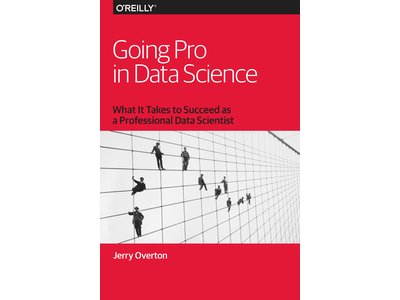 O'REILLY®
Going Pro
in Data Science
What It Takes to Succeed as
a Professional Data Scientist
Jerry Overton